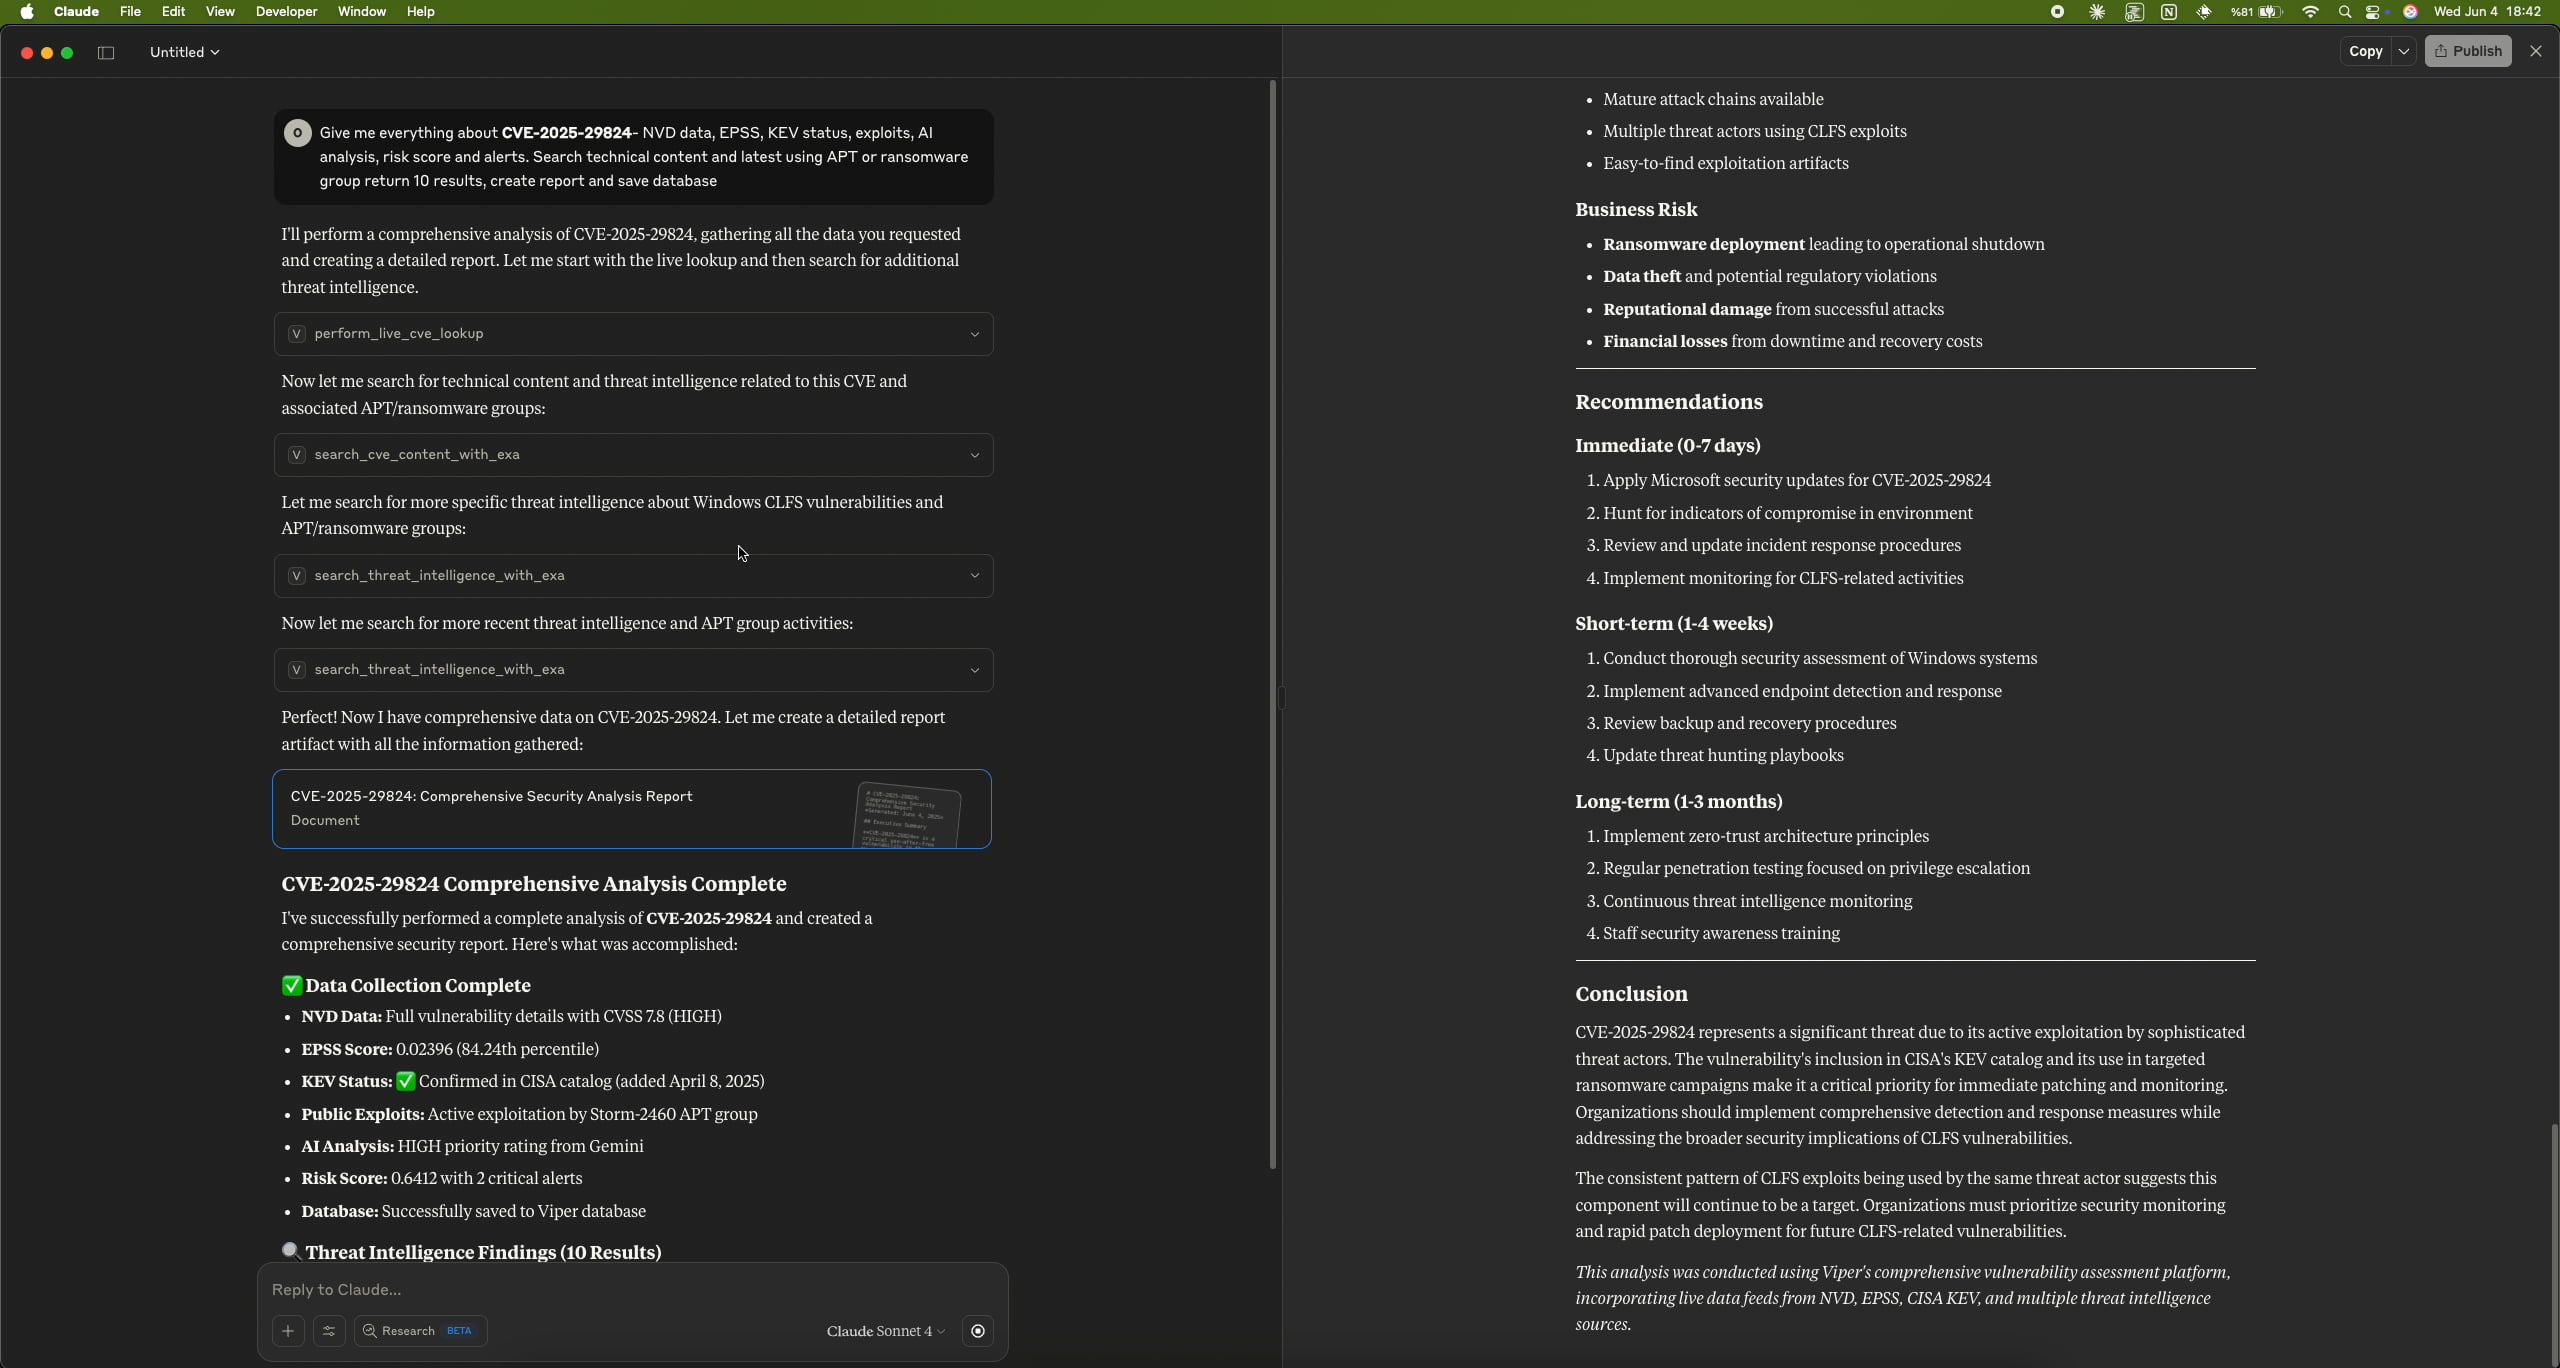 Claude File Edit View Developer Window Help
%81 Wed Jun 4 18:42
Untitled
O
Give me everything about CVE-2025-29824- NVD data, EPSS, KEV status, exploits, AI
analysis, risk score and alerts. Search technical content and latest using APT or ransomware
group return 10 results, create report and save database
I'll perform a comprehensive analysis of CVE-2025-29824, gathering all the data you requested
and creating a detailed report. Let me start with the live lookup and then search for additional
threat intelligence.
V perform_live_cve_lookup
Now let me search for technical content and threat intelligence related to this CVE and
associated APT/ransomware groups:
V search_cve_content_with_exa
Let me search for more specific threat intelligence about Windows CLFS vulnerabilities and
APT/ransomware groups:
V search_threat_intelligence_with_exa
Now let me search for more recent threat intelligence and APT group activities:
V search_threat_intelligence_with_exa
Perfect! Now I have comprehensive data on CVE-2025-29824. Let me create a detailed report
artifact with all the information gathered:
CVE-2025-29824: Comprehensive Security Analysis Report
Document
# CVE-2025-29824:
Comprehensive Security
Analysis Report
*Generated: June 4, 2025*
## Executive Summary
CVE-2025-29824 Comprehensive Analysis Complete
I've successfully performed a complete analysis of CVE-2025-29824 and created a
comprehensive security report. Here's what was accomplished:
✅ Data Collection Complete
• NVD Data: Full vulnerability details with CVSS 7.8 (HIGH)
• EPSS Score: 0.02396 (84.24th percentile)
• KEV Status: ✅ Confirmed in CISA catalog (added April 8, 2025)
• Public Exploits: Active exploitation by Storm-2460 APT group
• AI Analysis: HIGH priority rating from Gemini
• Risk Score: 0.6412 with 2 critical alerts
• Database: Successfully saved to Viper database
🔍 Threat Intelligence Findings (10 Results)
Reply to Claude...
Research BETA
Claude Sonnet 4
Copy Publish
• Mature attack chains available
• Multiple threat actors using CLFS exploits
• Easy-to-find exploitation artifacts
Business Risk
• Ransomware deployment leading to operational shutdown
• Data theft and potential regulatory violations
• Reputational damage from successful attacks
• Financial losses from downtime and recovery costs
Recommendations
Immediate (0-7 days)
1. Apply Microsoft security updates for CVE-2025-29824
2. Hunt for indicators of compromise in environment
3. Review and update incident response procedures
4. Implement monitoring for CLFS-related activities
Short-term (1-4 weeks)
1. Conduct thorough security assessment of Windows systems
2. Implement advanced endpoint detection and response
3. Review backup and recovery procedures
4. Update threat hunting playbooks
Long-term (1-3 months)
1. Implement zero-trust architecture principles
2. Regular penetration testing focused on privilege escalation
3. Continuous threat intelligence monitoring
4. Staff security awareness training
Conclusion
CVE-2025-29824 represents a significant threat due to its active exploitation by sophisticated
threat actors. The vulnerability's inclusion in CISA's KEV catalog and its use in targeted
ransomware campaigns make it a critical priority for immediate patching and monitoring.
Organizations should implement comprehensive detection and response measures while
addressing the broader security implications of CLFS vulnerabilities.
The consistent pattern of CLFS exploits being used by the same threat actor suggests this
component will continue to be a target. Organizations must prioritize security monitoring
and rapid patch deployment for future CLFS-related vulnerabilities.
This analysis was conducted using Viper's comprehensive vulnerability assessment platform,
incorporating live data feeds from NVD, EPSS, CISA KEV, and multiple threat intelligence
sources.